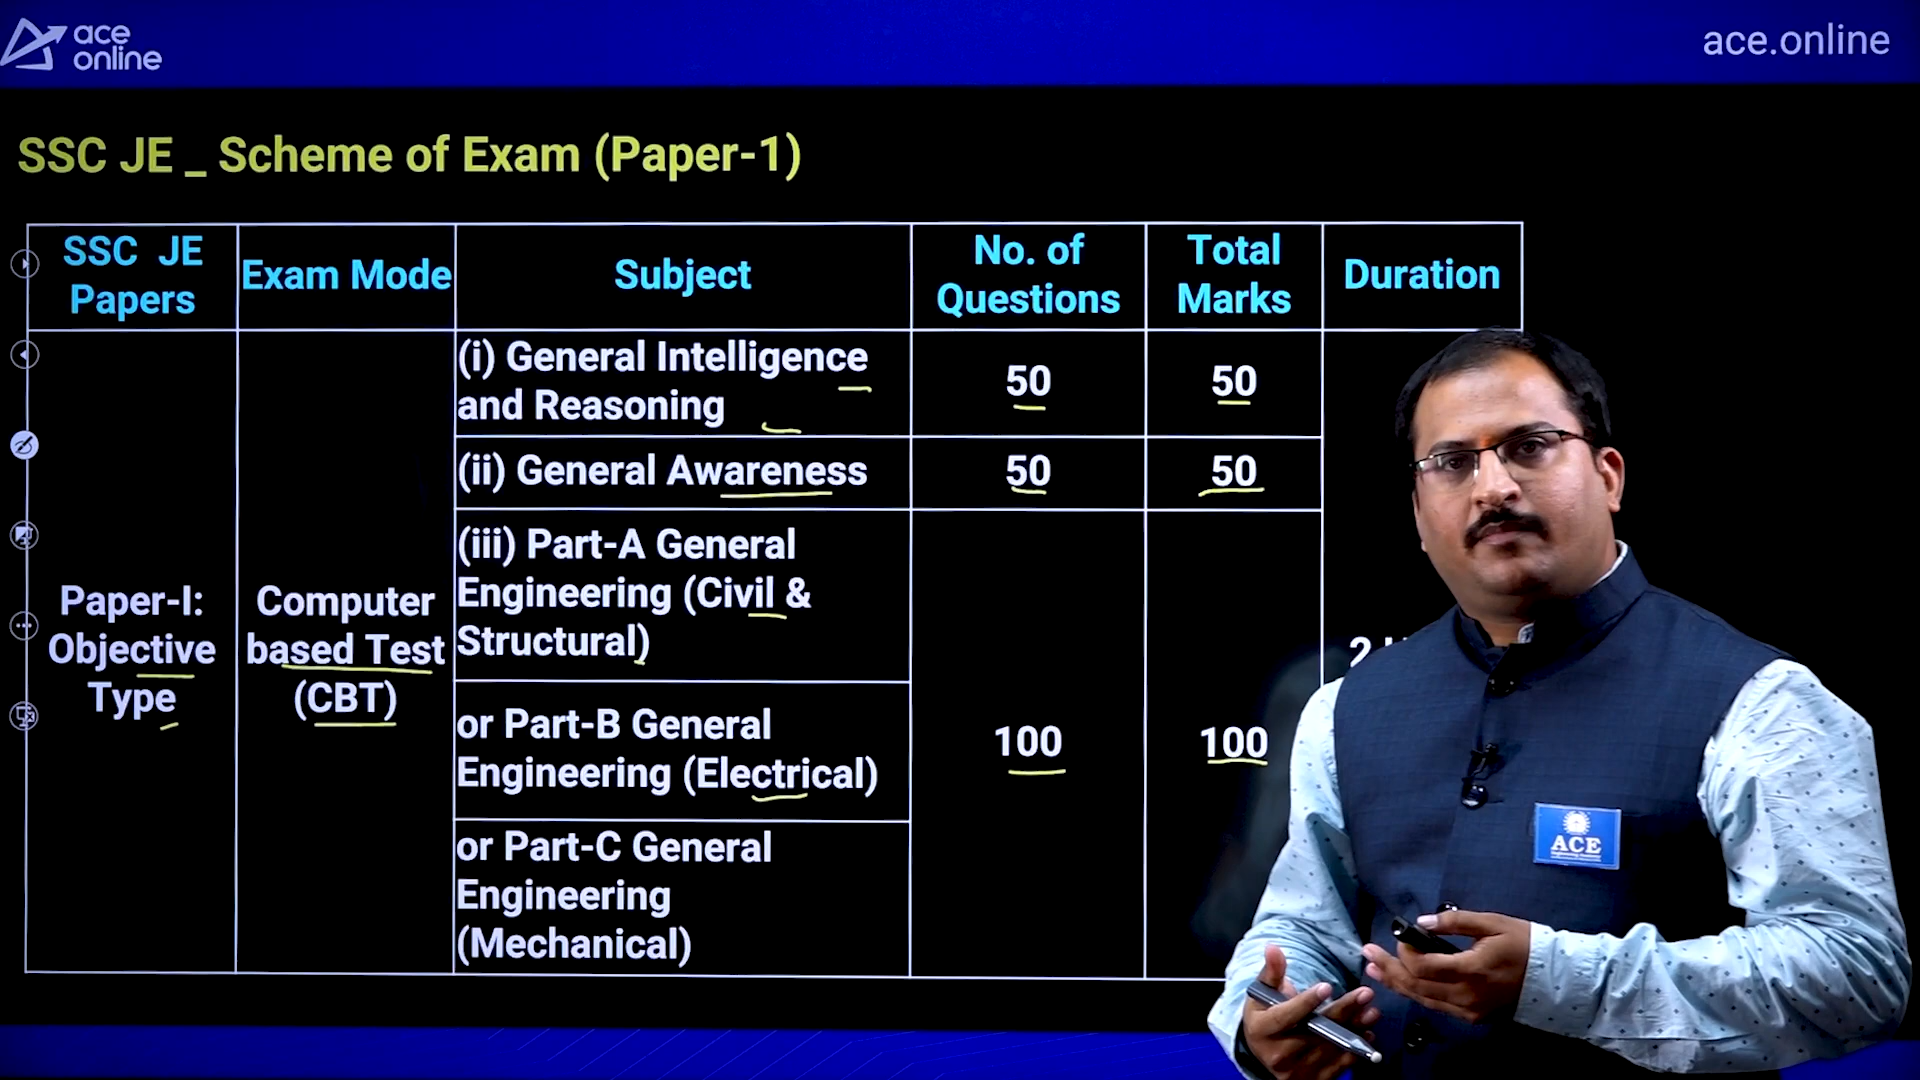 ace
online
ace.online
SSC JE _ Scheme of Exam (Paper-1)
SSC JE
Papers
Exam Mode
Subject
No. of
Questions
Total
Marks
Duration
Paper-I:
Objective
Type
Computer
based Test
(CBT)
(i) General Intelligence
and Reasoning
50
50
(ii) General Awareness
50
50
(iii) Part-A General
Engineering (Civil &
Structural)
or Part-B General
Engineering (Electrical)
or Part-C General
Engineering
(Mechanical)
100
100
2
ACE